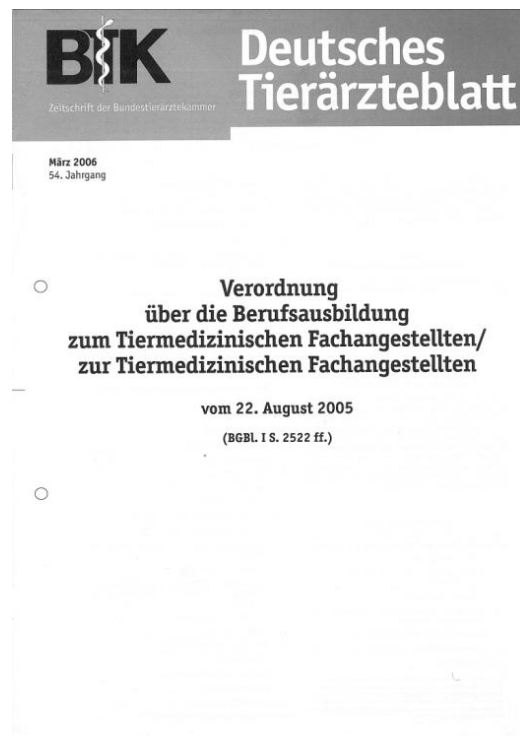 BTK
Zeitschrift der Bundestierärztekammer
Deutsches
Tierärzteblatt
März 2006
54. Jahrgang
Verordnung
über die Berufsausbildung
zum Tiermedizinischen Fachangestellten/
zur Tiermedizinischen Fachangestellten
vom 22. August 2005
(BGBl. I S. 2522 ff.)